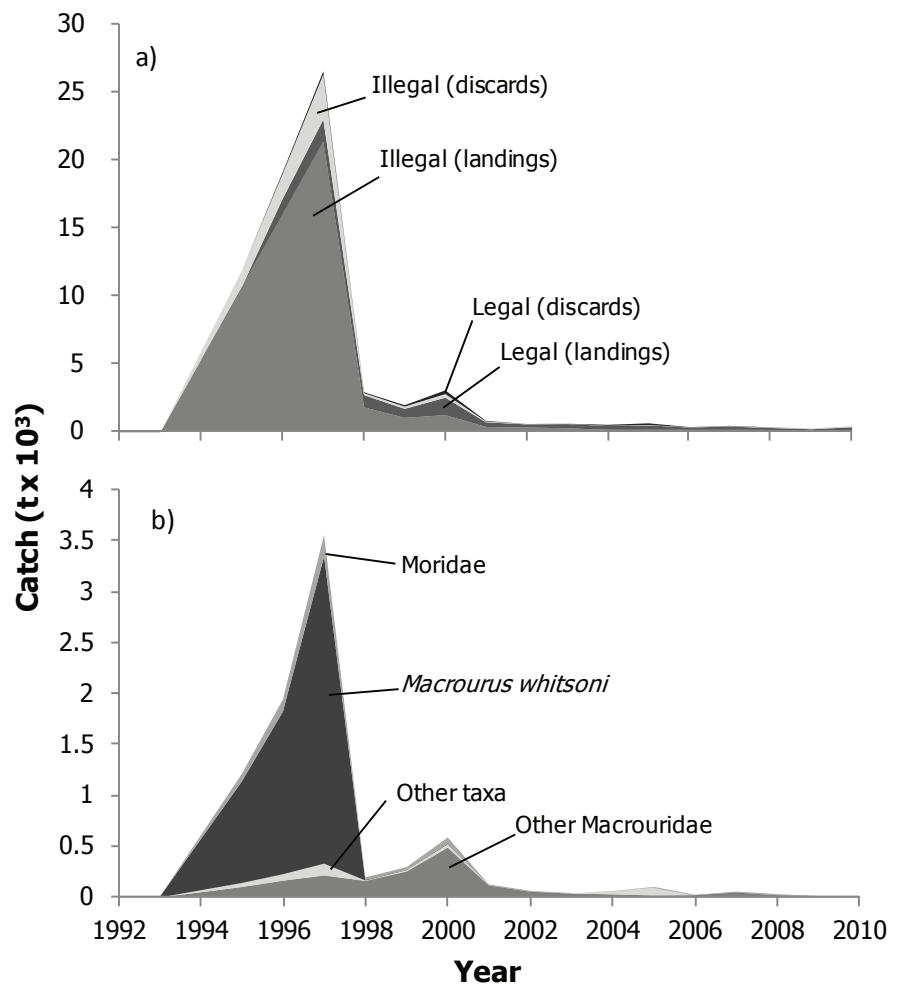 Catch (t x 10³)
30
25
20
15
10
5
0
a)
Illegal (discards)
Illegal (landings)
Legal (discards)
Legal (landings)
4
3.5
3
2.5
2
1.5
1
0.5
0
b)
Moridae
Macrourus whitsoni
Other taxa
Other Macrouridae
1992 1994 1996 1998 2000 2002 2004 2006 2008 2010
Year